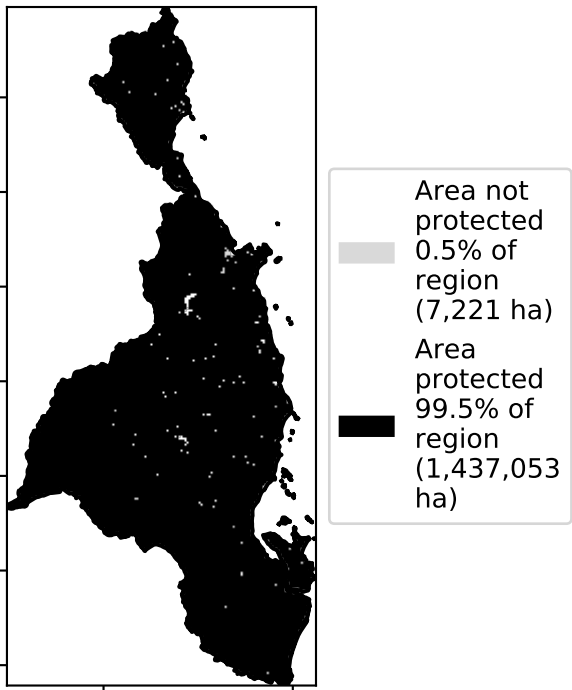 Area not
protected
0.5% of
region
(7,221 ha)
Area
protected
99.5% of
region
(1,437,053
ha)